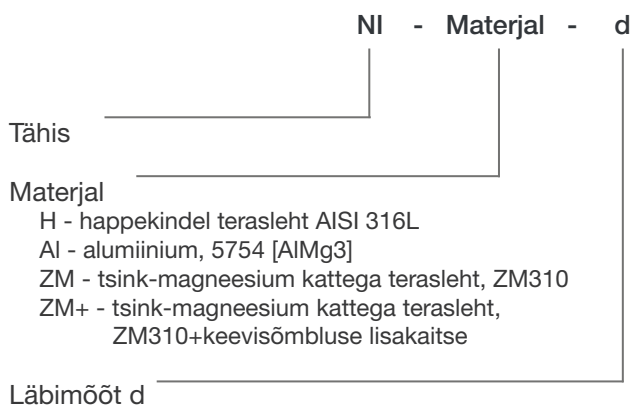 NI - Materjal - d
Tähis
Materjal
H - happekindel terasleht AISI 316L
Al - alumiinium, 5754 [AlMg3]
ZM - tsink-magneesium kattega terasleht, ZM310
ZM+ - tsink-magneesium kattega terasleht,
ZM310+keevisõmbluse lisakaitse
Läbimõõt d